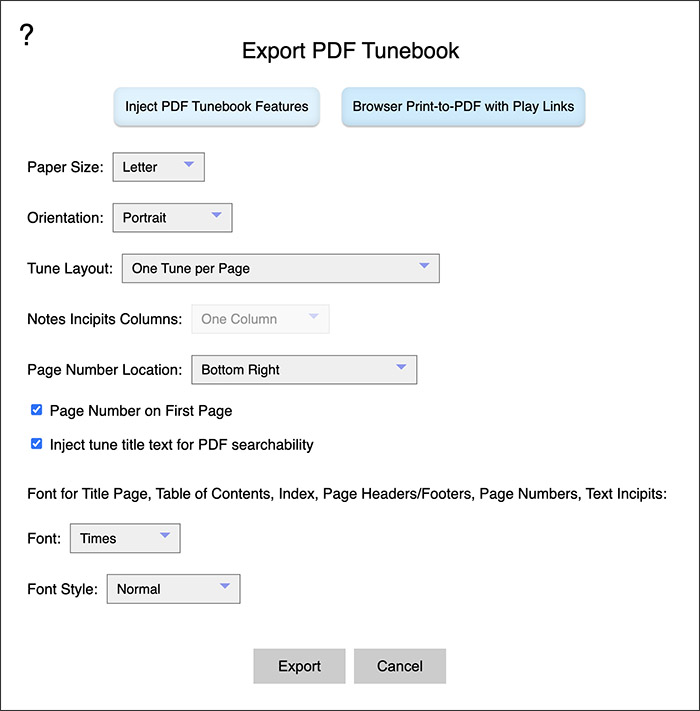 ?
Export PDF Tunebook
Inject PDF Tunebook Features Browser Print-to-PDF with Play Links
Paper Size: Letter
Orientation: Portrait
Tune Layout: One Tune per Page
Notes Incipits Columns: One Column
Page Number Location: Bottom Right
Page Number on First Page
Inject tune title text for PDF searchability
Font for Title Page, Table of Contents, Index, Page Headers/Footers, Page Numbers, Text Incipits:
Font: Times
Font Style: Normal
Export Cancel